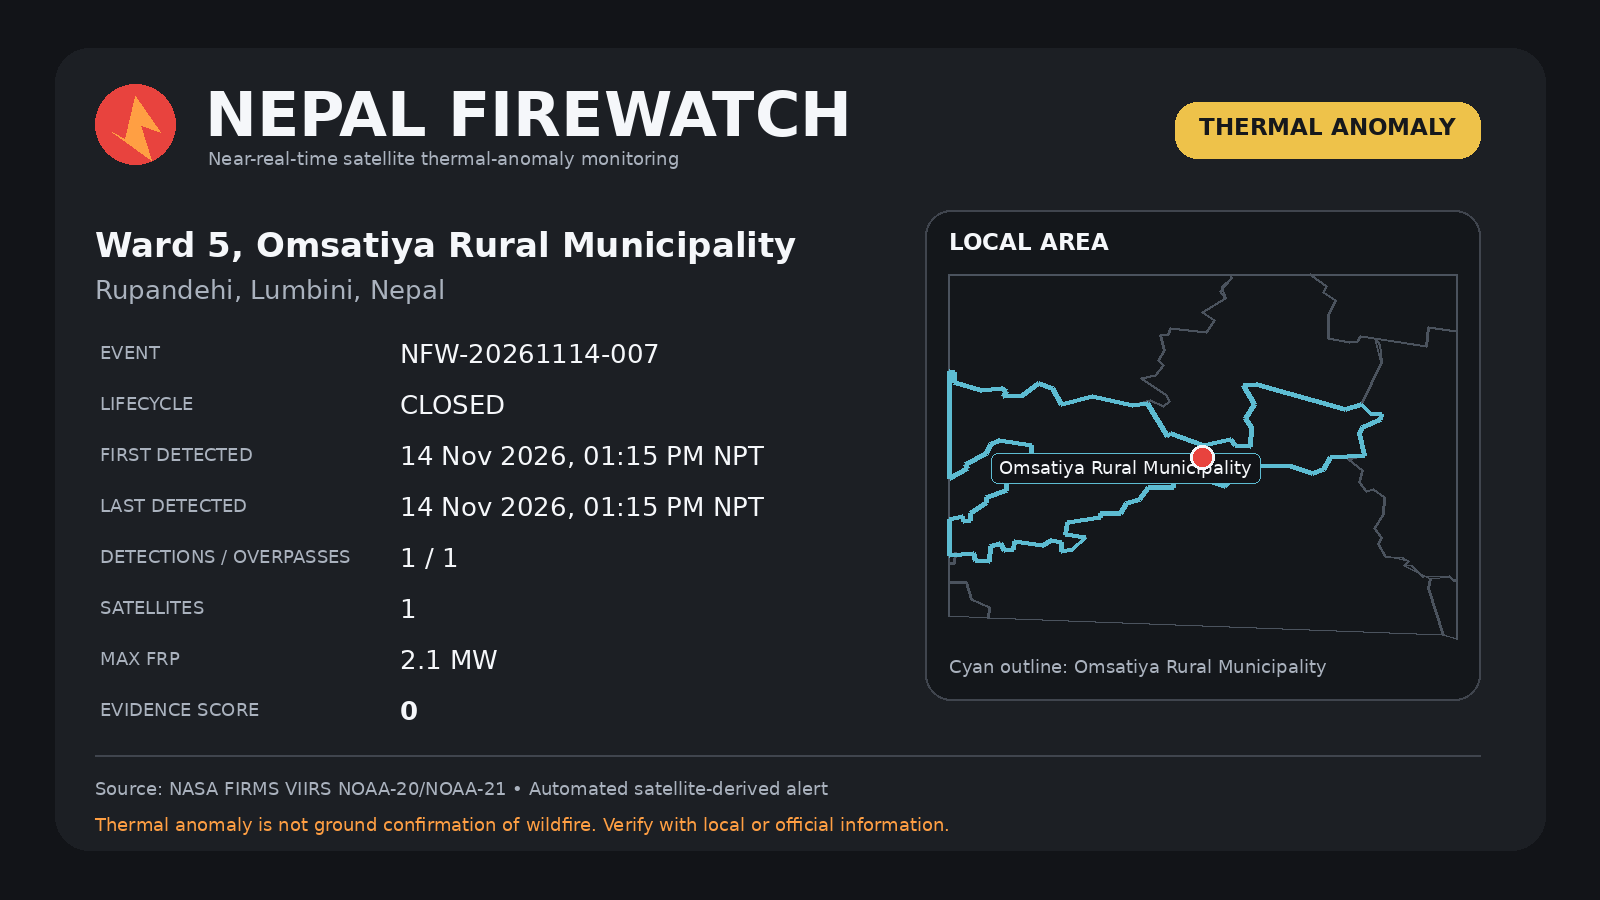 NEPAL FIREWATCH
Near-real-time satellite thermal-anomaly monitoring
THERMAL ANOMALY
Ward 5, Omsatiya Rural Municipality
Rupandehi, Lumbini, Nepal
EVENT NFW-20261114-007
LIFECYCLE CLOSED
FIRST DETECTED 14 Nov 2026, 01:15 PM NPT
LAST DETECTED 14 Nov 2026, 01:15 PM NPT
DETECTIONS / OVERPASSES 1 / 1
SATELLITES 1
MAX FRP 2.1 MW
EVIDENCE SCORE 0
LOCAL AREA
Omsatiya Rural Municipality
Cyan outline: Omsatiya Rural Municipality
Source: NASA FIRMS VIIRS NOAA-20/NOAA-21 • Automated satellite-derived alert
Thermal anomaly is not ground confirmation of wildfire. Verify with local or official information.